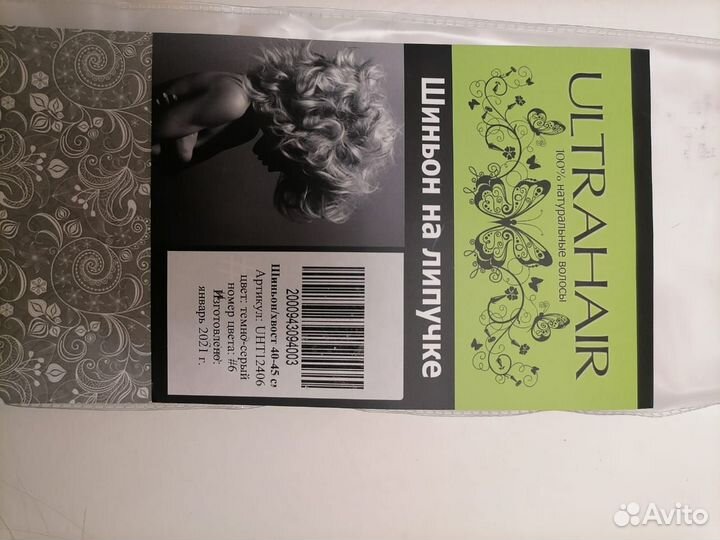 ULTRAHAIR
100% натуральные волосы
Шиньон на липучке
2000943094003
Шиньон/хвост 40-45 с
Артикул: UHT12406
цвет: темно-серый
номер цвета: #6
Изготовлено:
январь 2021 г.
Avito